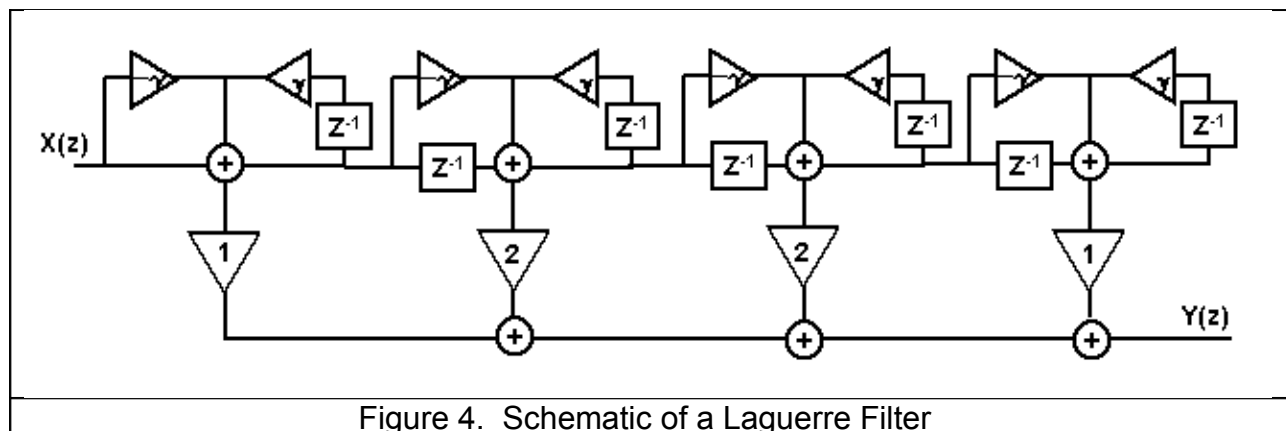 -γ γ -γ γ -γ γ -γ γ
Z⁻¹ Z⁻¹ Z⁻¹ Z⁻¹
X(z)
Z⁻¹ Z⁻¹ Z⁻¹
+ + + +
1 2 2 1
Y(z)
+ + +
Figure 4. Schematic of a Laguerre Filter